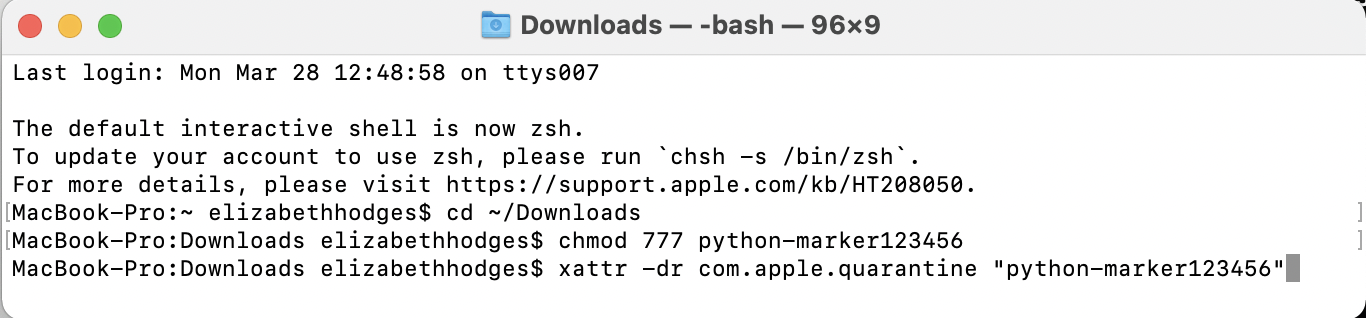 Downloads — -bash — 96×9
Last login: Mon Mar 28 12:48:58 on ttys007
The default interactive shell is now zsh.
To update your account to use zsh, please run `chsh -s /bin/zsh`.
For more details, please visit https://support.apple.com/kb/HT208050.
[MacBook-Pro:~ elizabethhodges$ cd ~/Downloads ]
[MacBook-Pro:Downloads elizabethhodges$ chmod 777 python-marker123456 ]
MacBook-Pro:Downloads elizabethhodges$ xattr -dr com.apple.quarantine "python-marker123456"